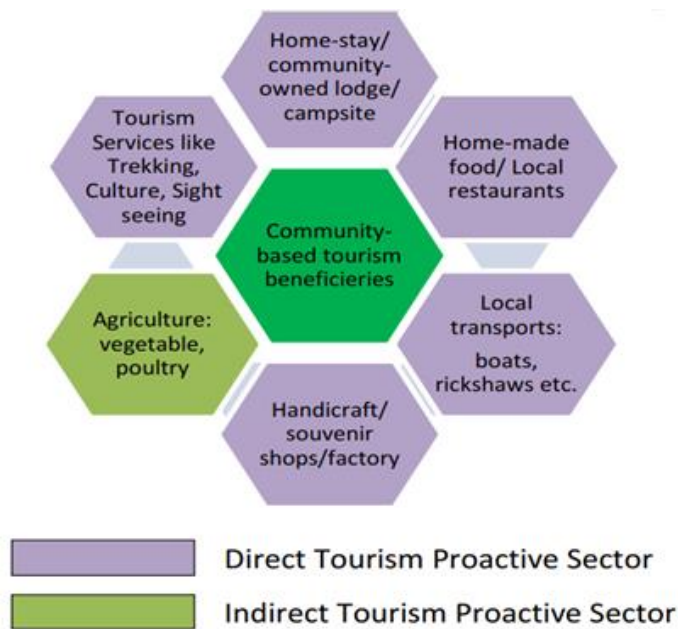 Home-stay/
community-
owned lodge/
campsite
Tourism
Services like
Trekking,
Culture, Sight
seeing
Home-made
food/ Local
restaurants
Community-
based tourism
beneficieries
Agriculture:
vegetable,
poultry
Local
transports:
boats,
rickshaws etc.
Handicraft/
souvenir
shops/factory
Direct Tourism Proactive Sector
Indirect Tourism Proactive Sector